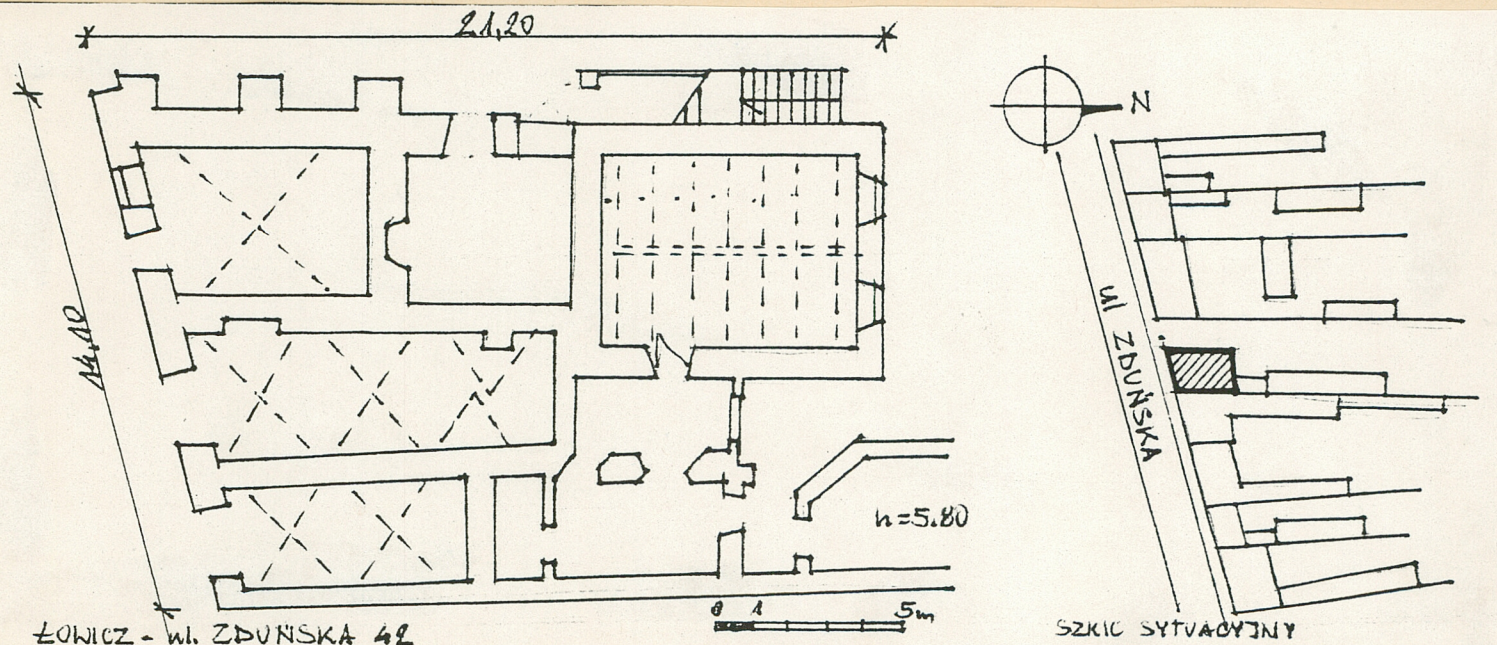 21,20
14,10
h=5.80
0 1 5m
ŁOWICZ - ul. ZDUŃSKA 42
N
ul ZDUŃSKA
SZKIC SYTUACYJNY